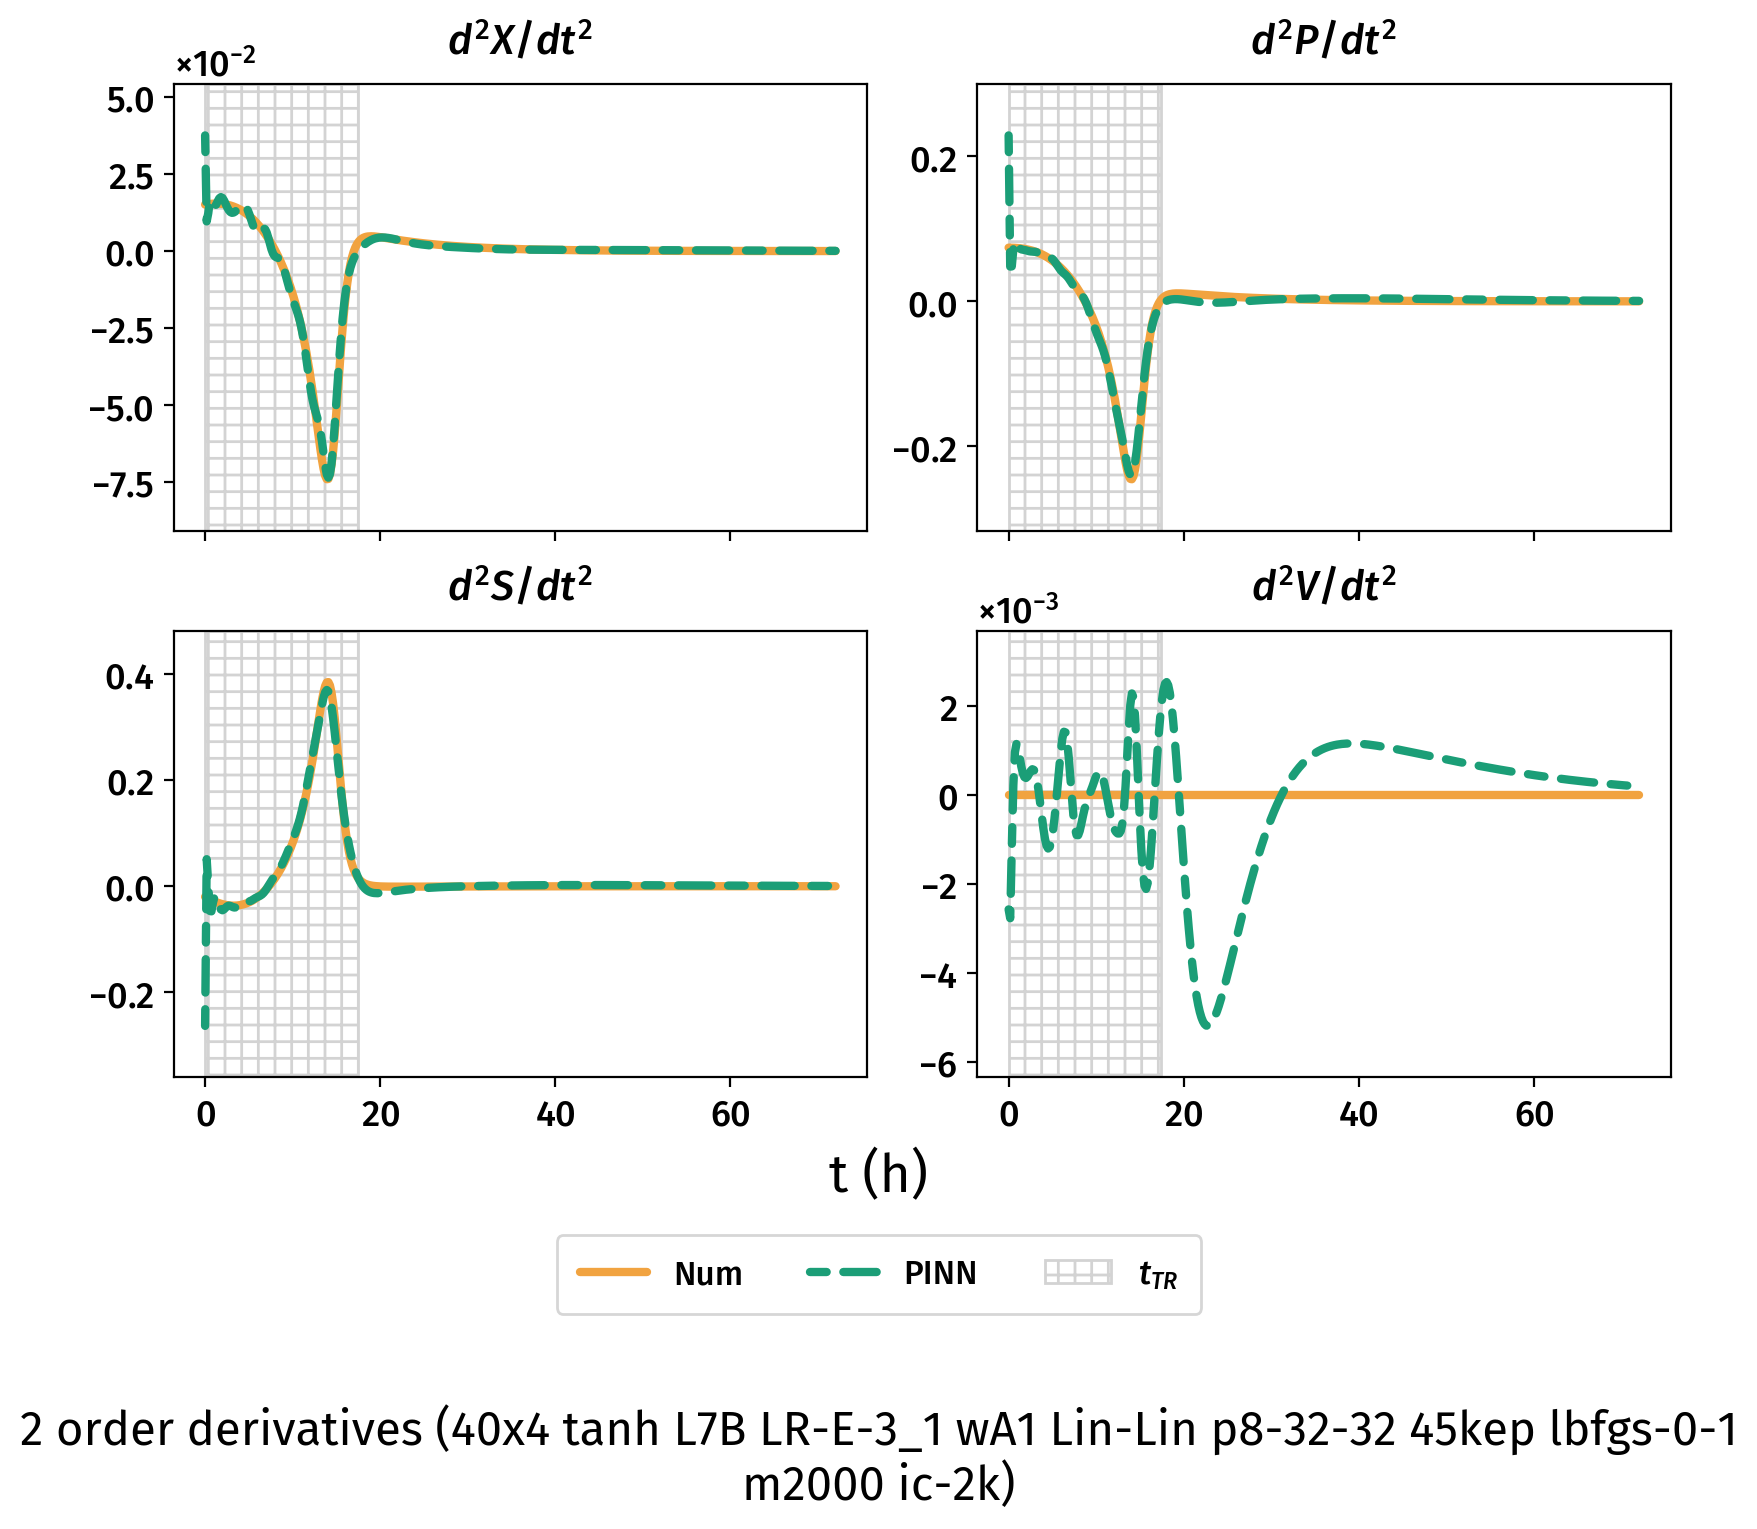 d²X/dt²
d²P/dt²
×10⁻²
5.0
2.5
0.0
−2.5
−5.0
−7.5
0.2
0.0
−0.2
d²S/dt²
d²V/dt²
×10⁻³
0.4
0.2
0.0
−0.2
2
0
−2
−4
−6
0 20 40 60
0 20 40 60
t (h)
Num PINN t_TR
2 order derivatives (40x4 tanh L7B LR-E-3_1 wA1 Lin-Lin p8-32-32 45kep lbfgs-0-1
m2000 ic-2k)